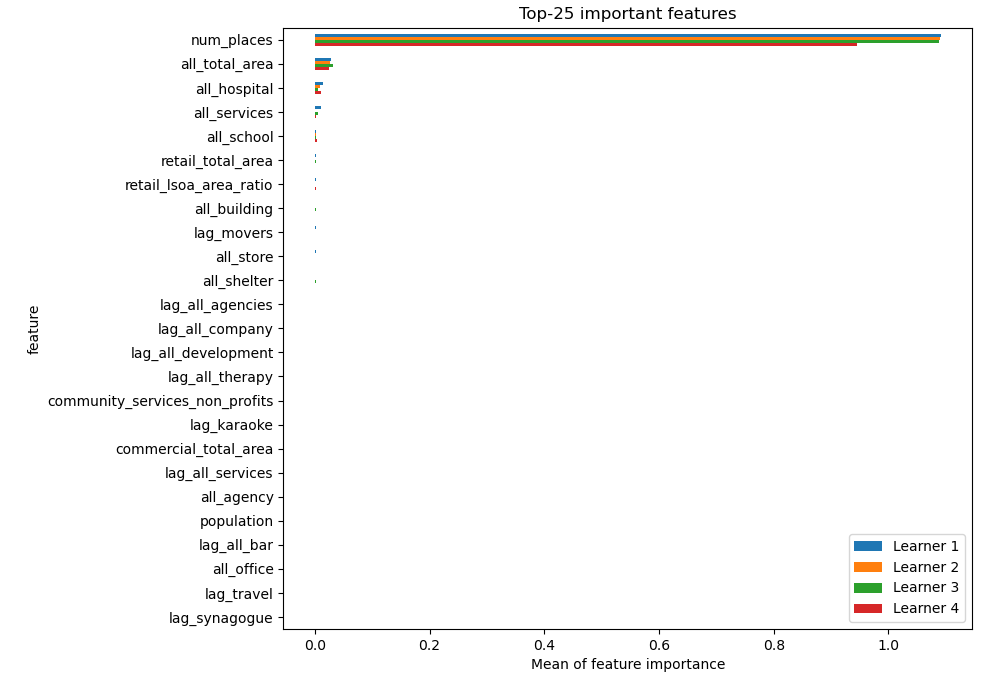 Top-25 important features
num_places
all_total_area
all_hospital
all_services
all_school
retail_total_area
retail_lsoa_area_ratio
all_building
lag_movers
all_store
all_shelter
lag_all_agencies
lag_all_company
lag_all_development
lag_all_therapy
community_services_non_profits
lag_karaoke
commercial_total_area
lag_all_services
all_agency
population
lag_all_bar
all_office
lag_travel
lag_synagogue
feature
Learner 1
Learner 2
Learner 3
Learner 4
0.0 0.2 0.4 0.6 0.8 1.0
Mean of feature importance